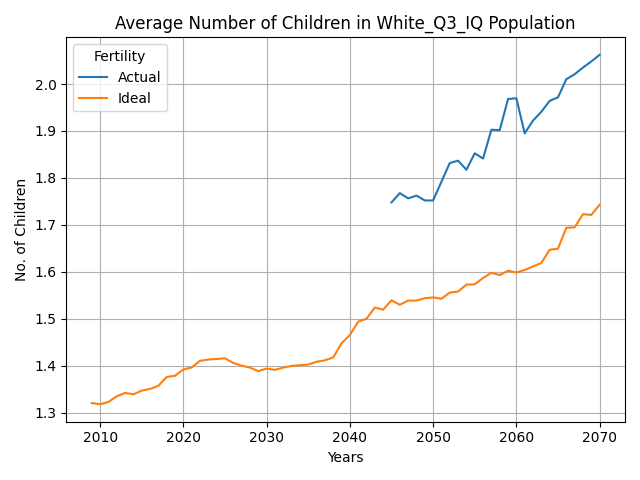 Average Number of Children in White_Q3_IQ Population
Fertility
Actual
Ideal
No. of Children
2.0
1.9
1.8
1.7
1.6
1.5
1.4
1.3
2010 2020 2030 2040 2050 2060 2070
Years